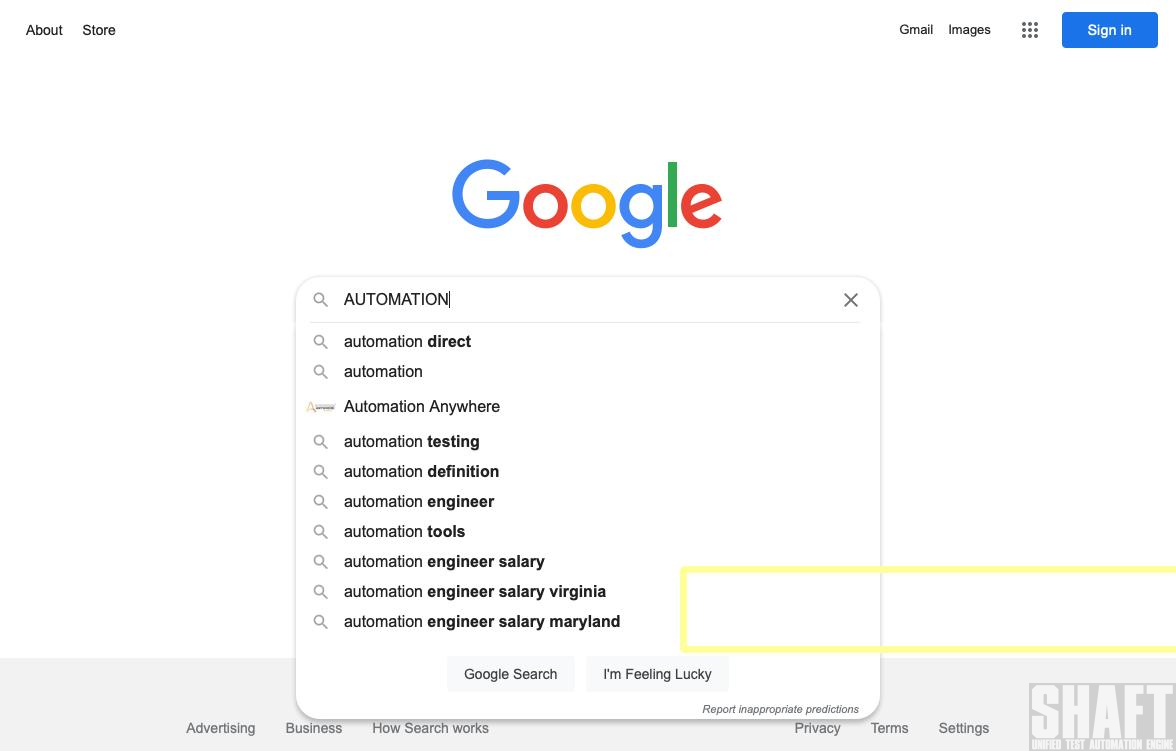 About Store Gmail Images Sign in
Google
AUTOMATION
automation direct
automation
Automation Anywhere
automation testing
automation definition
automation engineer
automation tools
automation engineer salary
automation engineer salary virginia
automation engineer salary maryland
Google Search I'm Feeling Lucky
Report inappropriate predictions
Advertising Business How Search works Privacy Terms Settings
SHAFT
UNIFIED TEST AUTOMATION ENGINE